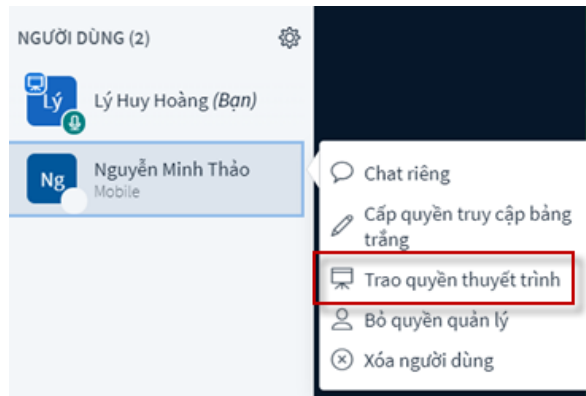 NGƯỜI DÙNG (2)
Lý
Lý Huy Hoàng (Bạn)
Ng
Nguyễn Minh Thảo
Mobile
Chat riêng
Cấp quyền truy cập bảng
trắng
Trao quyền thuyết trình
Bỏ quyền quản lý
Xóa người dùng